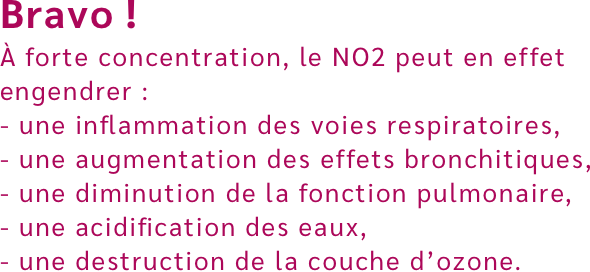 Bravo !
À forte concentration, le NO2 peut en effet
engendrer :
- une inflammation des voies respiratoires,
- une augmentation des effets bronchitiques,
- une diminution de la fonction pulmonaire,
- une acidification des eaux,
- une destruction de la couche d’ozone.